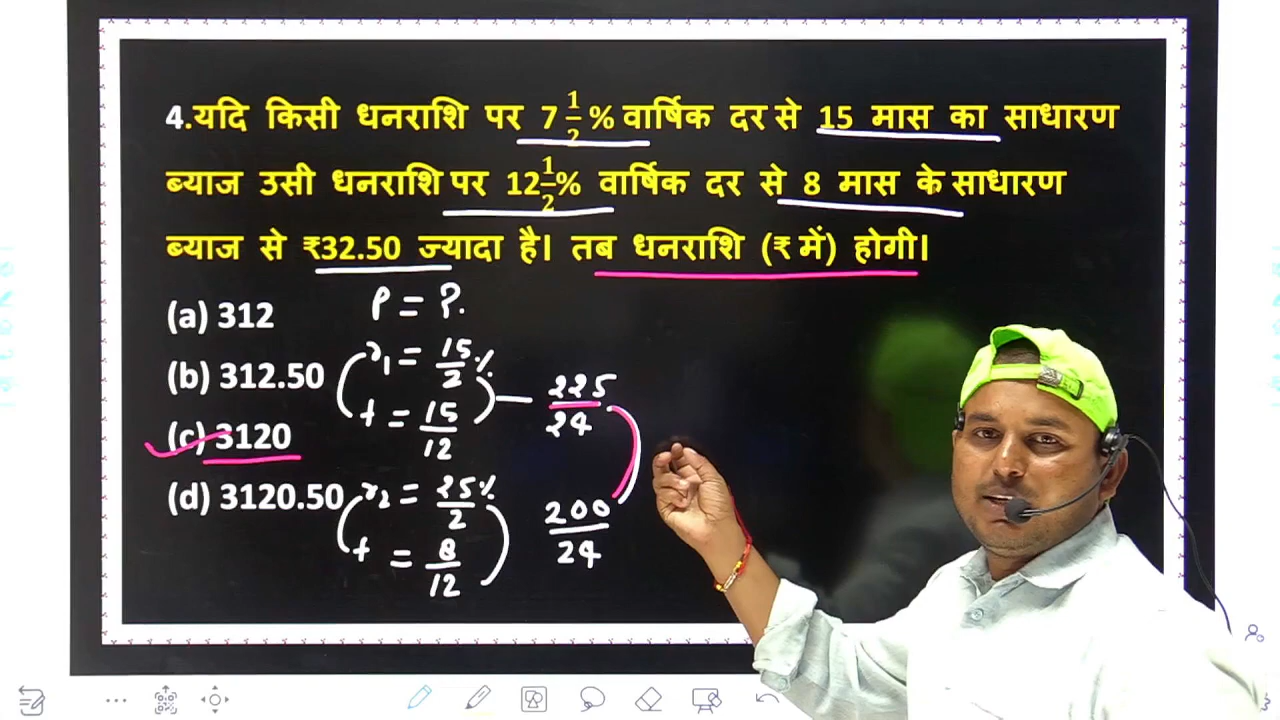 4.यदि किसी धनराशि पर 7 1/2 % वार्षिक दर से 15 मास का साधारण
ब्याज उसी धनराशि पर 12 1/2% वार्षिक दर से 8 मास के साधारण
ब्याज से ₹32.50 ज्यादा है। तब धनराशि (₹ में) होगी।
(a) 312
P = ?.
(b) 312.50
r1 = 15/2 %
t = 15/12
225/24
(c) 3120
(d) 3120.50
r2 = 25/2 %
t = 8/12
200/24